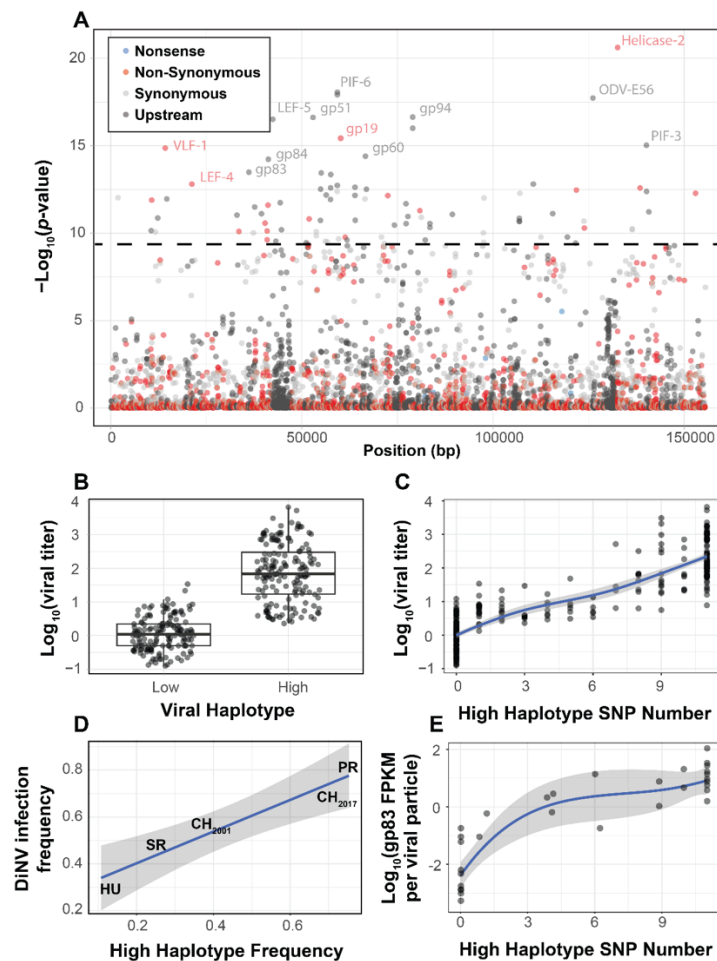 A
Nonsense
Non-Synonymous
Synonymous
Upstream
Helicase-2
PIF-6
ODV-E56
LEF-5
gp51
gp94
gp19
VLF-1
gp84
gp60
PIF-3
LEF-4
gp83
20
15
10
5
0
−Log10(p-value)
0 50000 100000 150000
Position (bp)
B
4
3
2
1
0
−1
Log10(viral titer)
Low High
Viral Haplotype
C
4
3
2
1
0
−1
Log10(viral titer)
0 3 6 9
High Haplotype SNP Number
D
0.8
0.6
0.4
0.2
DiNV infection
frequency
PR
CH2017
CH2001
SR
HU
0.2 0.4 0.6
High Haplotype Frequency
E
2
0
-2
Log10(gp83 FPKM
per viral particle)
0 3 6 9
High Haplotype SNP Number